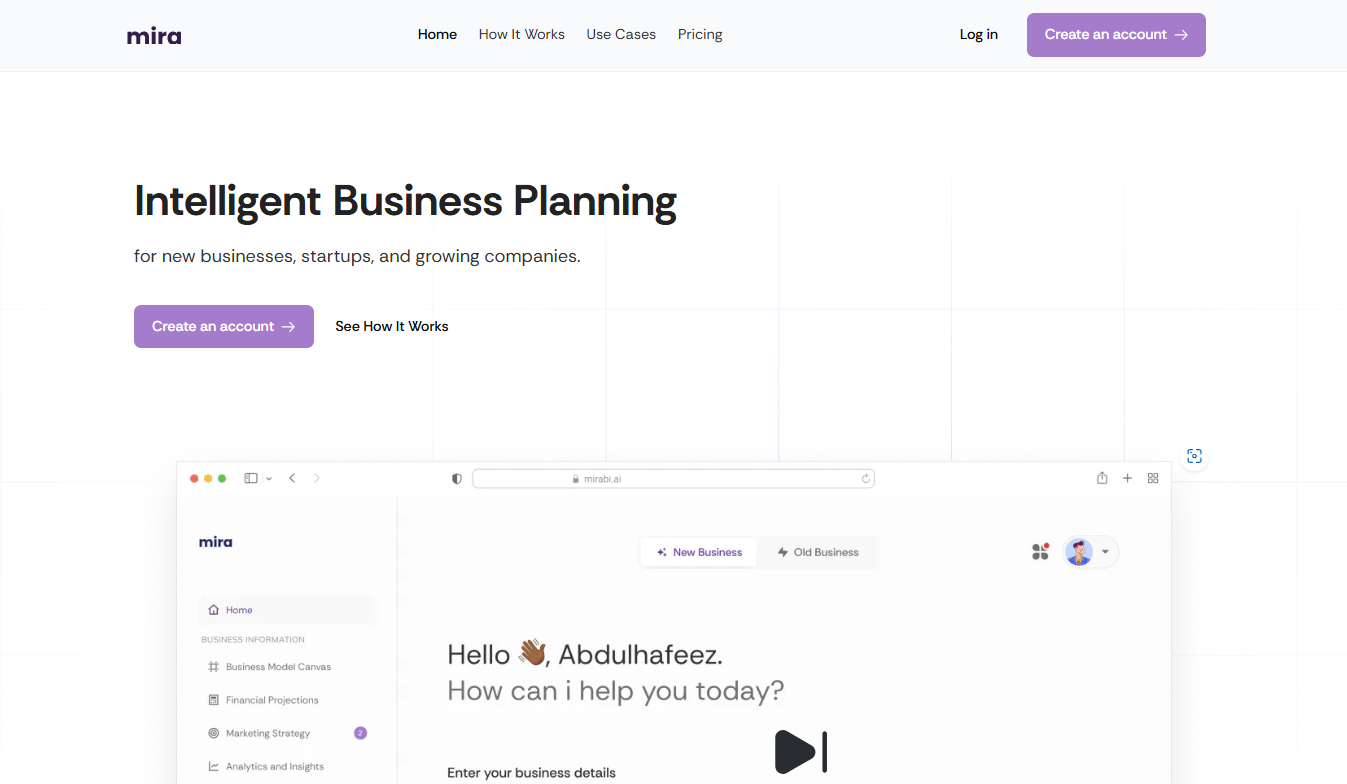 mira
Home How It Works Use Cases Pricing
Log in
Create an account →
Intelligent Business Planning
for new businesses, startups, and growing companies.
Create an account →
See How It Works
mirabi.ai
mira
New Business
Old Business
Home
BUSINESS INFORMATION
Business Model Canvas
Financial Projections
Marketing Strategy 2
Analytics and Insights
Hello 👋🏾, Abdulhafeez.
How can i help you today?
Enter your business details